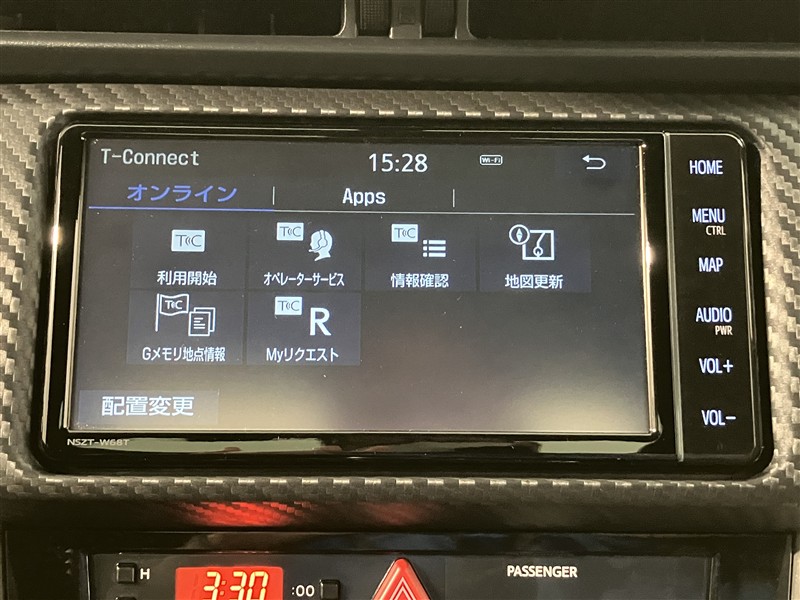 T-Connect 15:28 Wi-Fi
オンライン Apps
T C T C T C
利用開始 オペレーターサービス 情報確認 地図更新
T C T C R
Gメモリ地点情報 Myリクエスト
配置変更
NSZT-W68T
HOME
MENU
CTRL
MAP
AUDIO
PWR
VOL+
VOL-
H 3:30 :00 PASSENGER